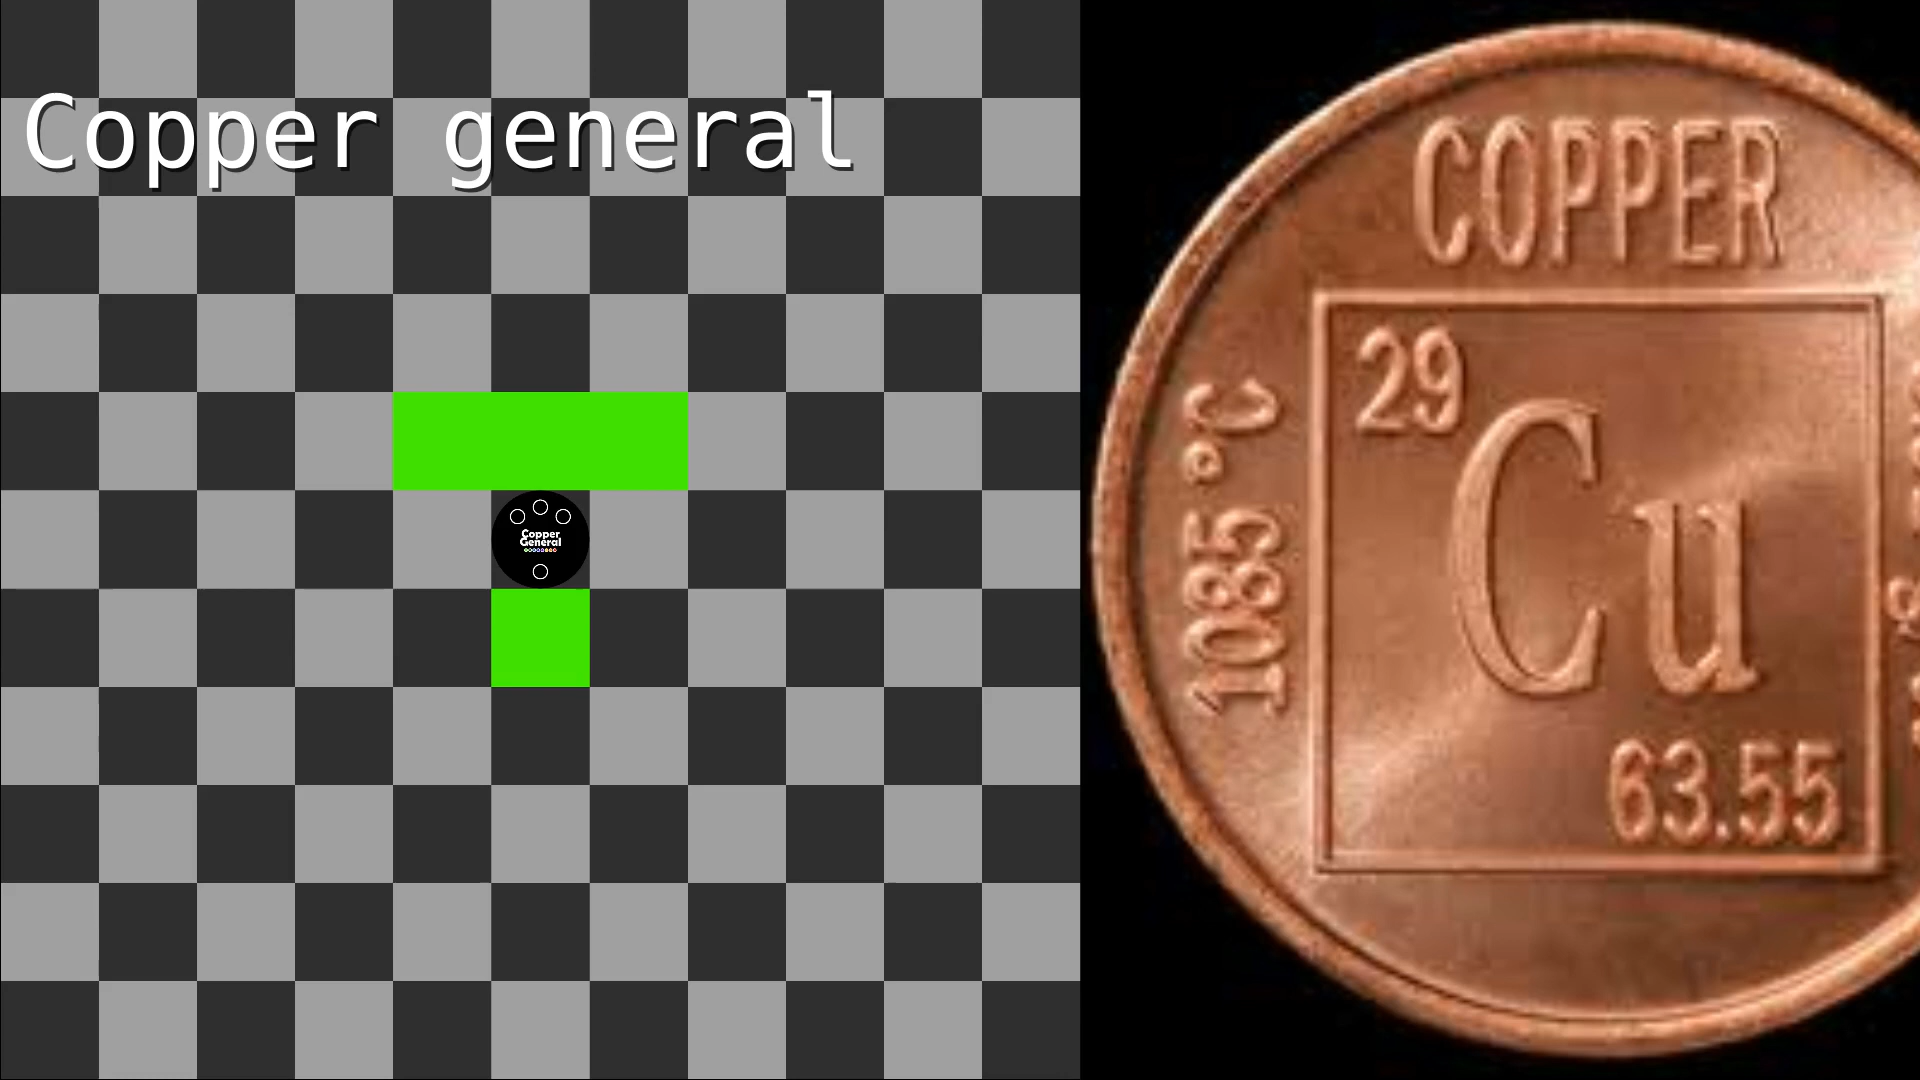 Copper general
Copper
General
COPPER
29
Cu
63.55
1085 °C